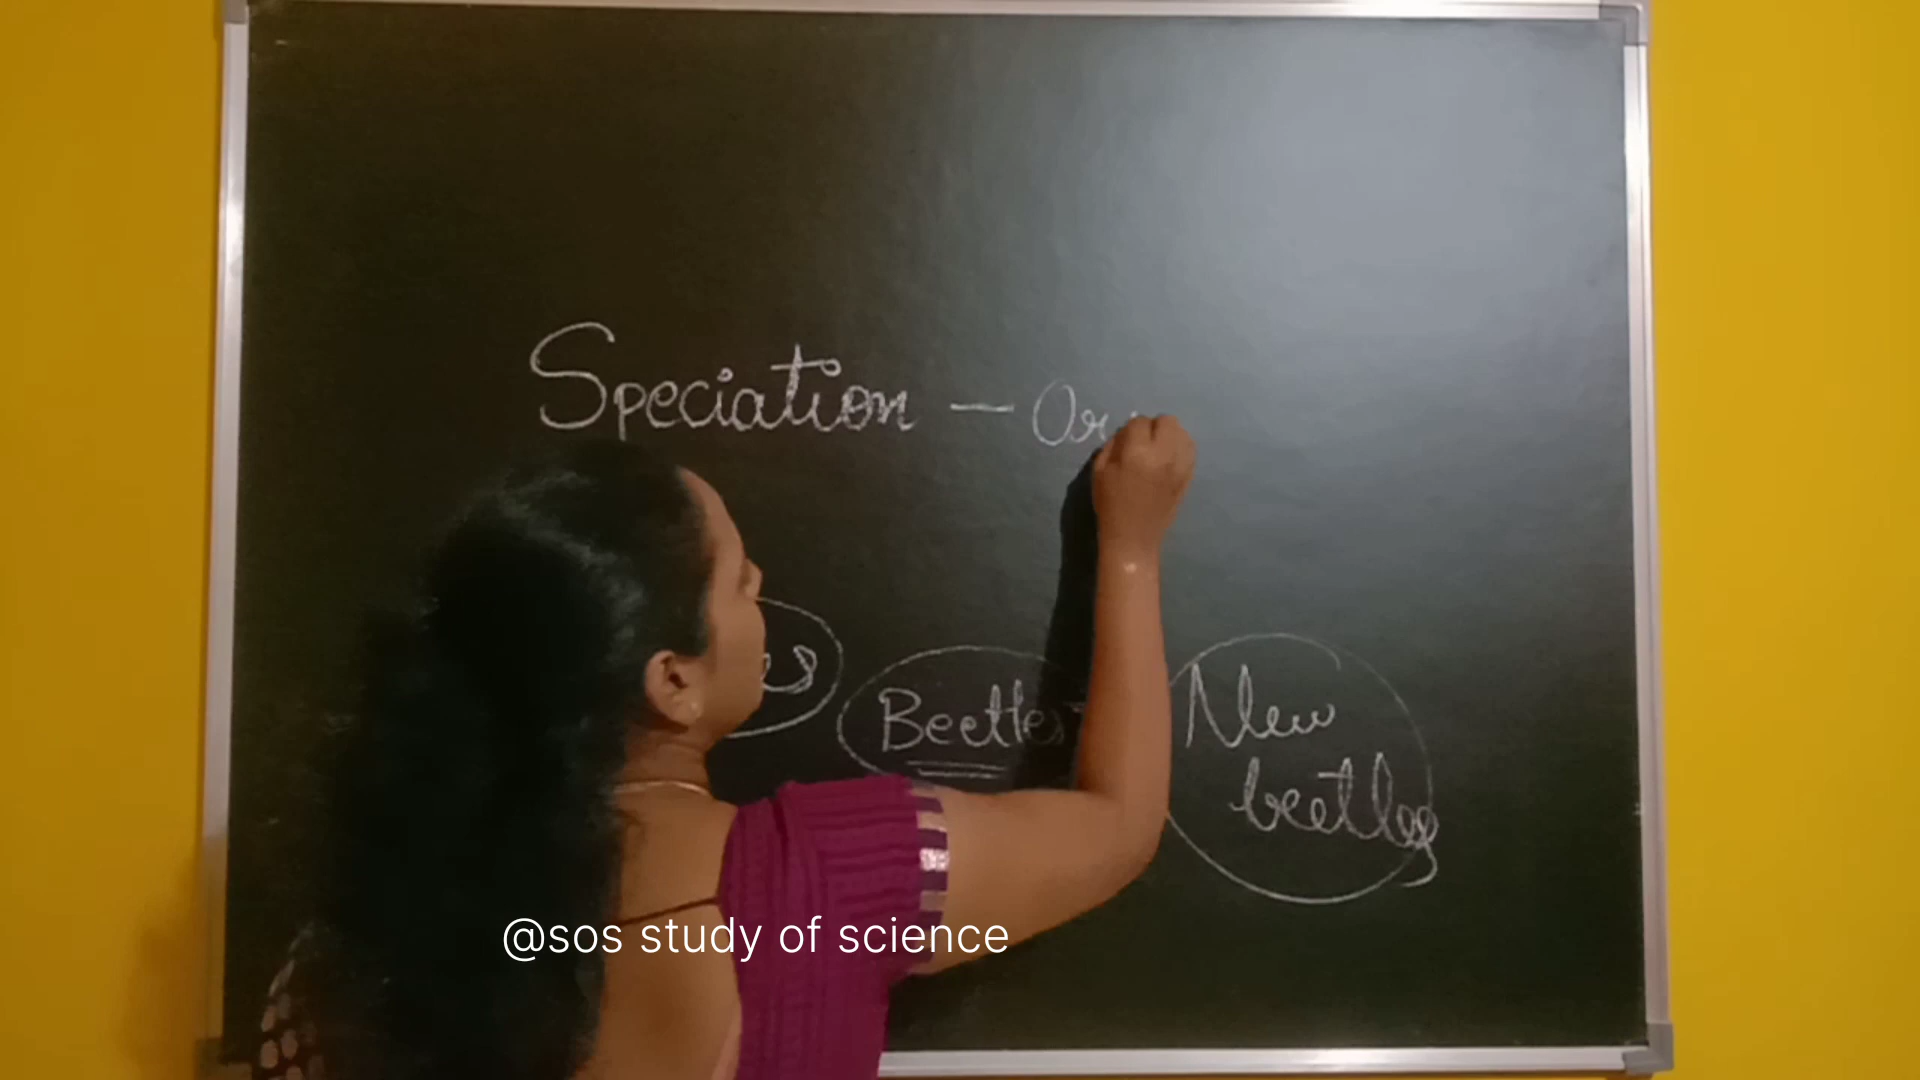 Speciation — Or
Beetles
New
beetles
@sos study of science